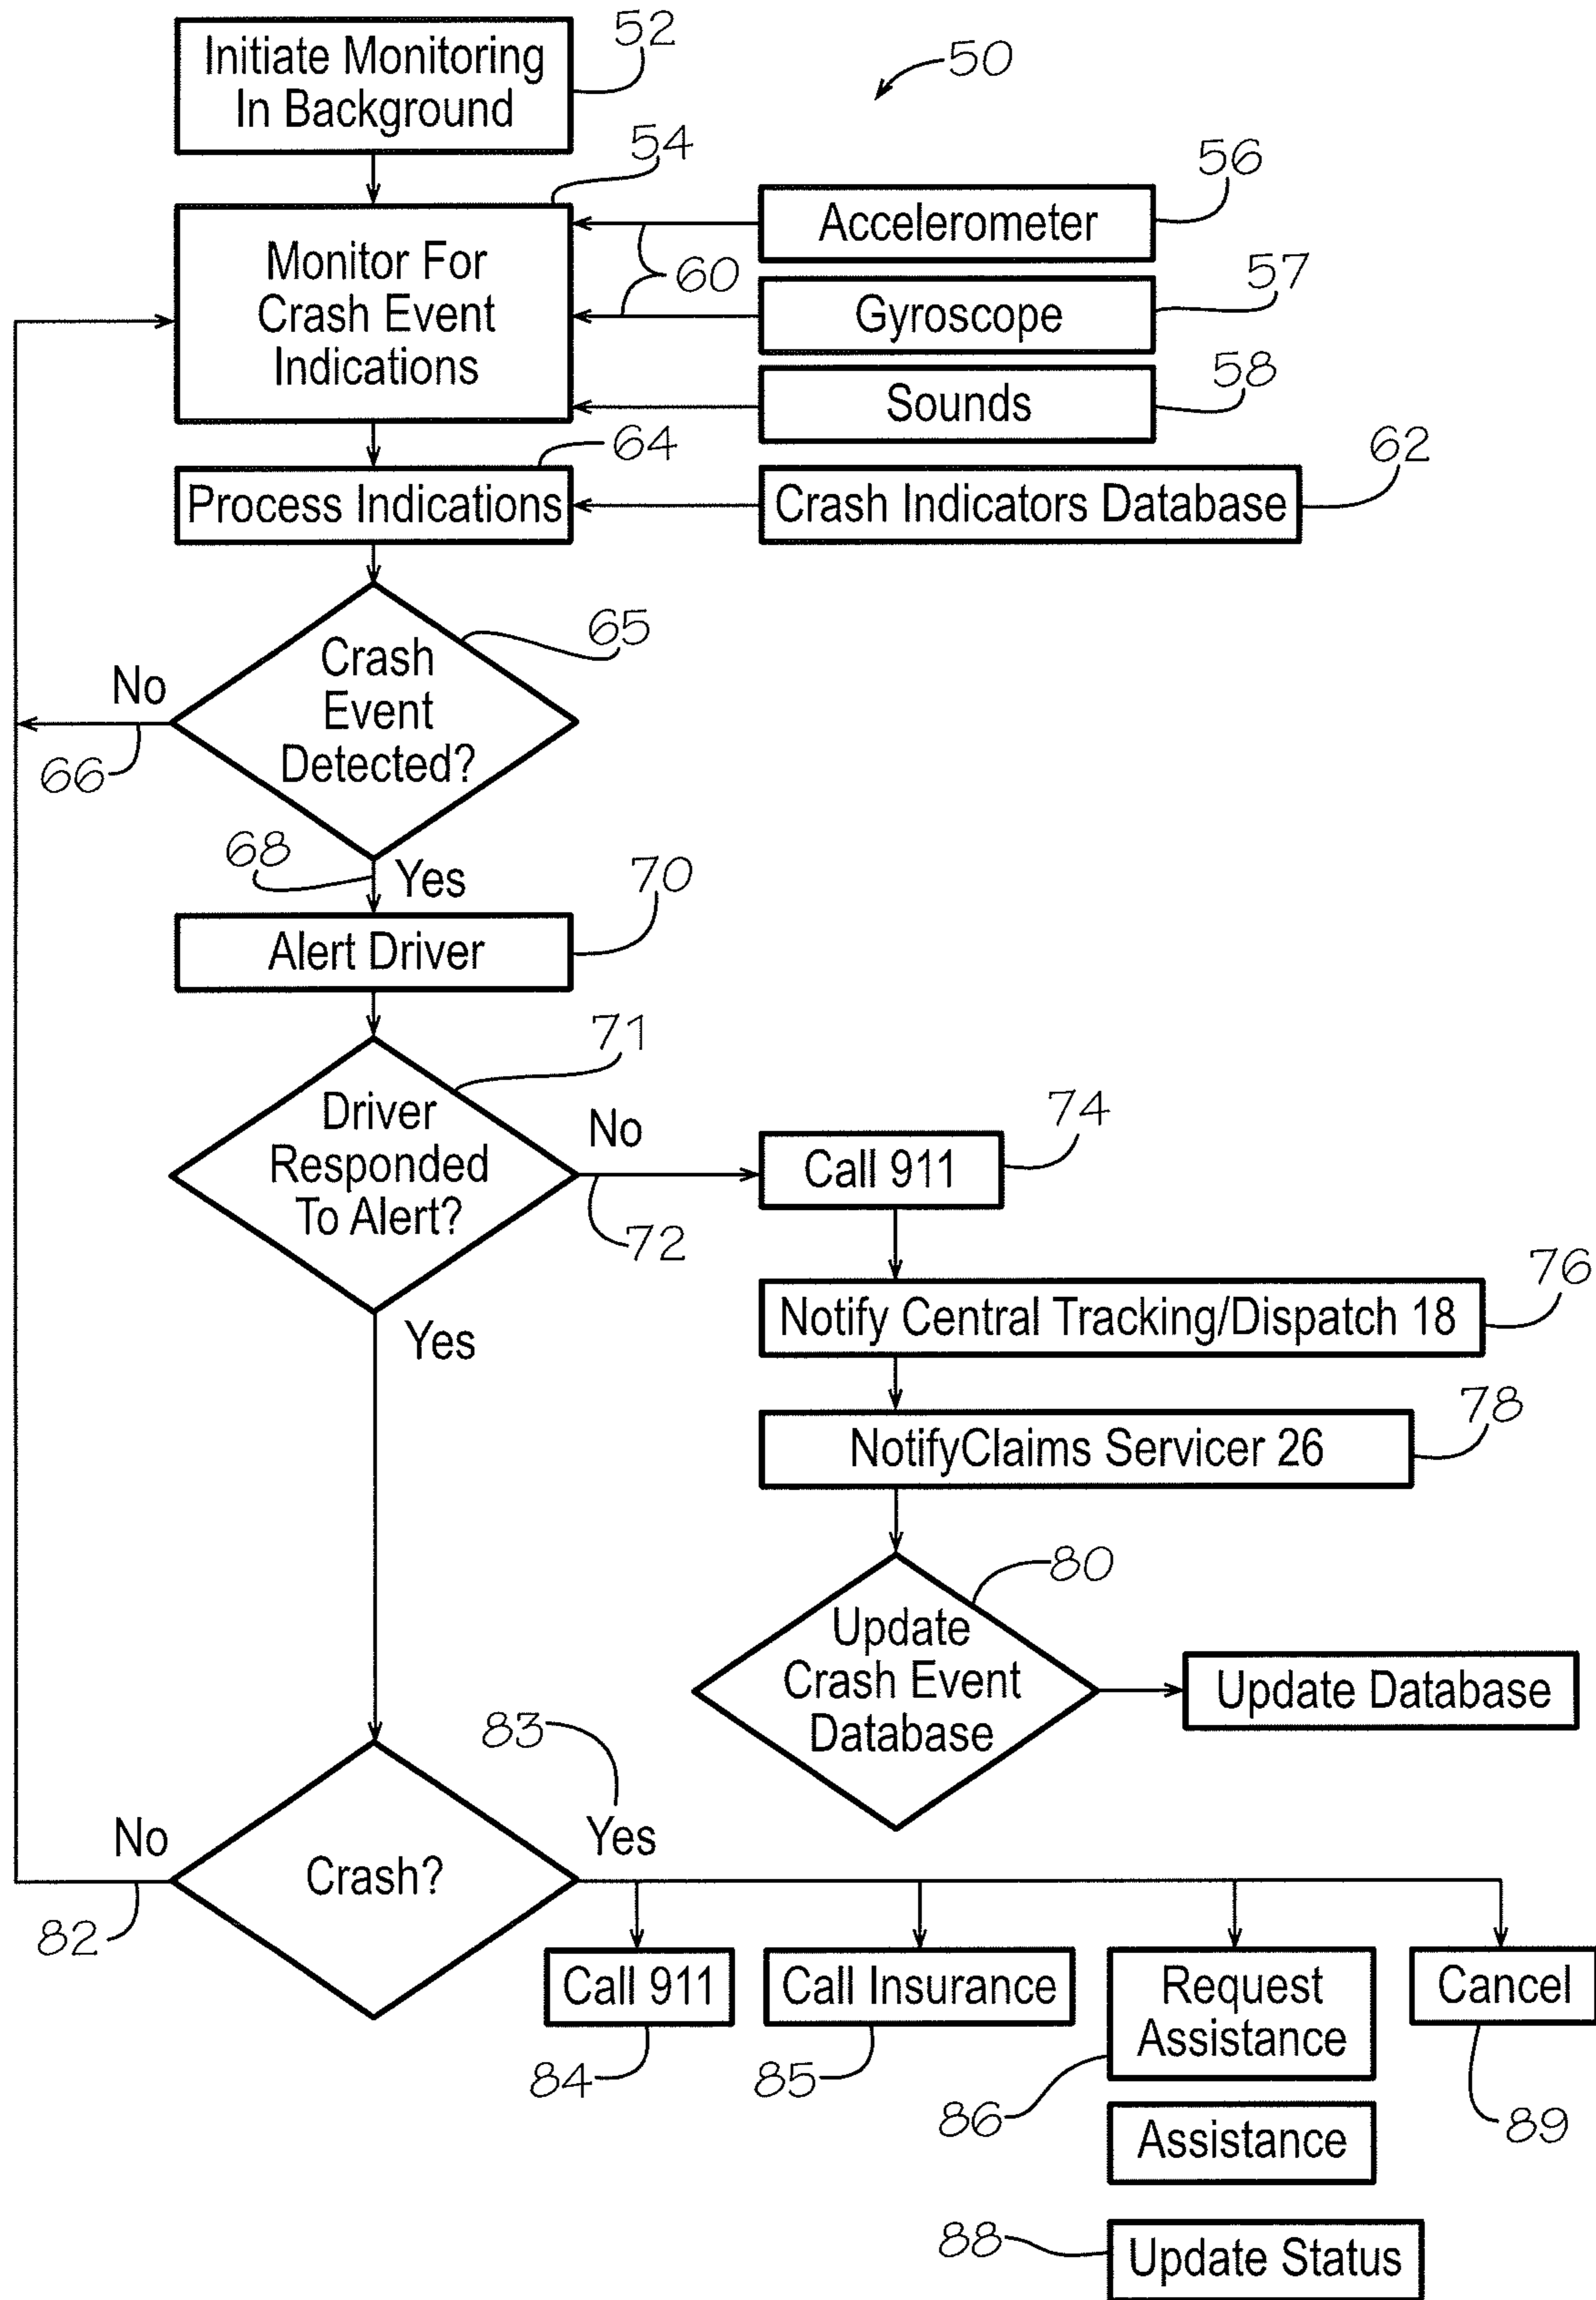 Initiate Monitoring
In Background
52
50
54
Monitor For
Crash Event
Indications
Accelerometer
56
60
Gyroscope
57
Sounds
58
Process Indications
64
Crash Indicators Database
62
Crash
Event
Detected?
65
No
66
68
Yes
Alert Driver
70
Driver
Responded
To Alert?
71
No
72
Call 911
74
Notify Central Tracking/Dispatch 18
76
NotifyClaims Servicer 26
78
Yes
Update
Crash Event
Database
80
Update Database
83
No
Crash?
Yes
82
Call 911
84
Call Insurance
85
Request
Assistance
86
Cancel
89
Assistance
88
Update Status